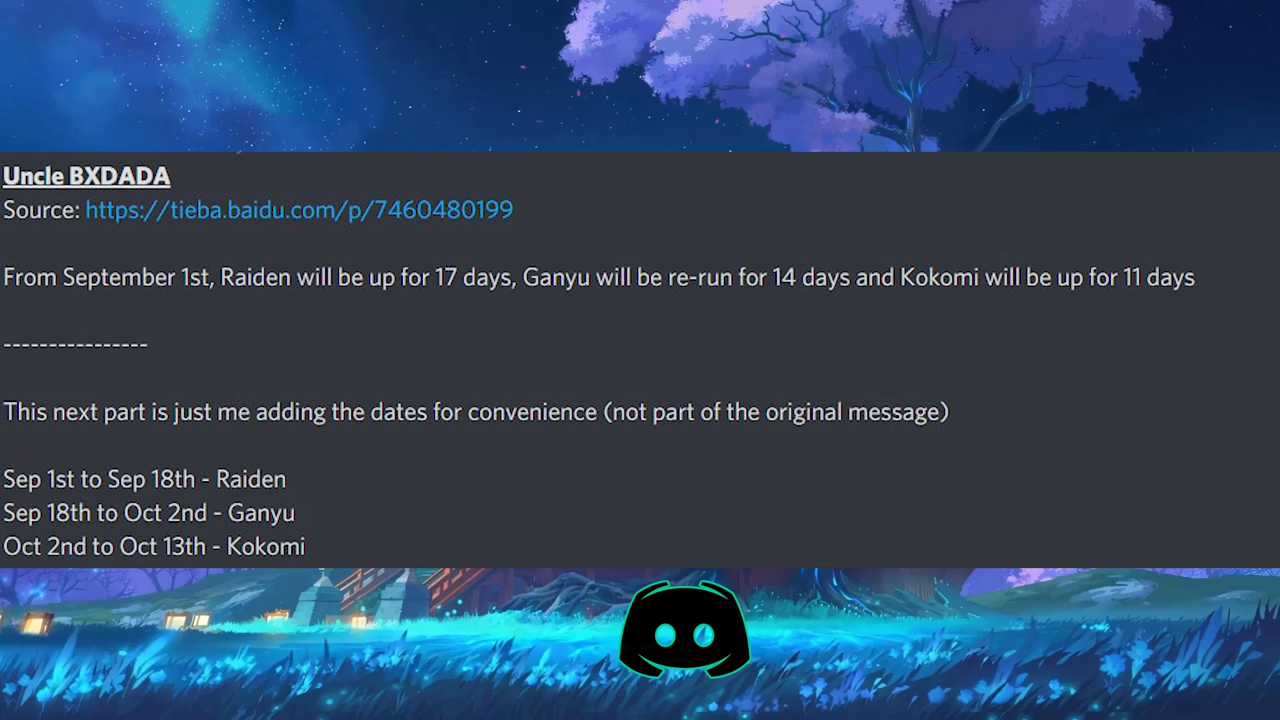 Uncle BXDADA
Source: https://tieba.baidu.com/p/7460480199
From September 1st, Raiden will be up for 17 days, Ganyu will be re-run for 14 days and Kokomi will be up for 11 days
----------------
This next part is just me adding the dates for convenience (not part of the original message)
Sep 1st to Sep 18th - Raiden
Sep 18th to Oct 2nd - Ganyu
Oct 2nd to Oct 13th - Kokomi